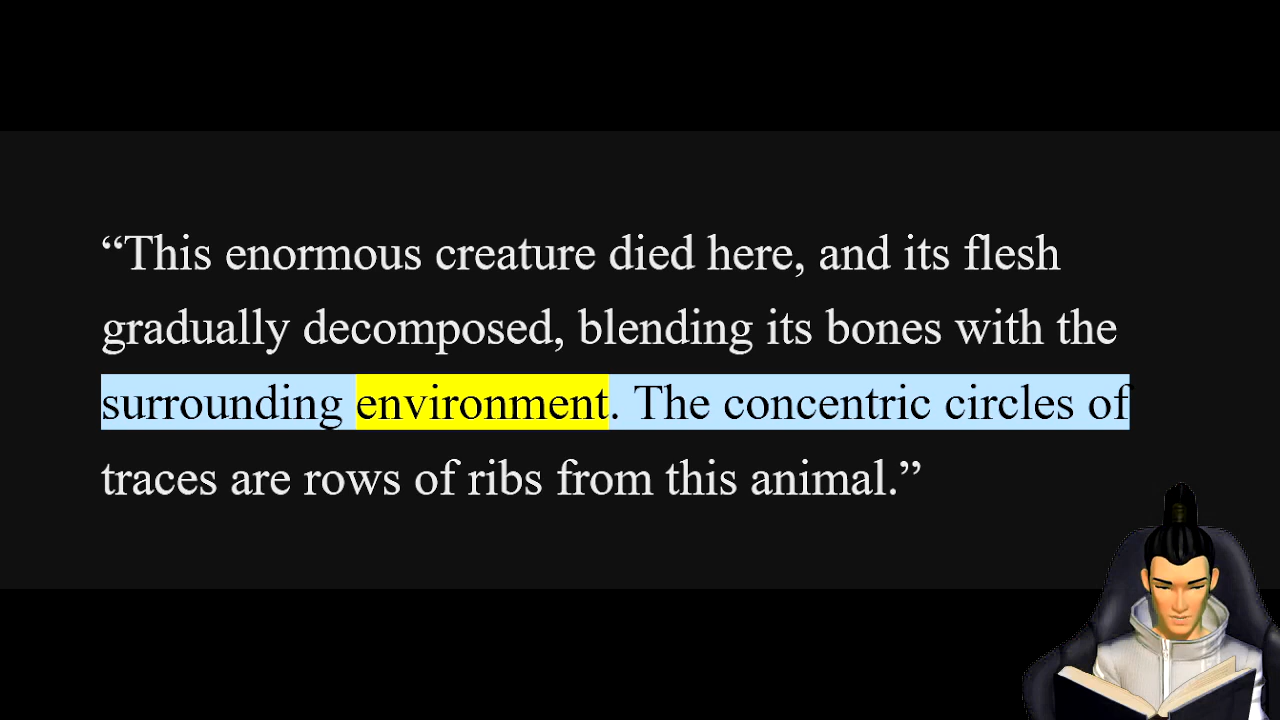 “This enormous creature died here, and its flesh
gradually decomposed, blending its bones with the
surrounding environment. The concentric circles of
traces are rows of ribs from this animal.”